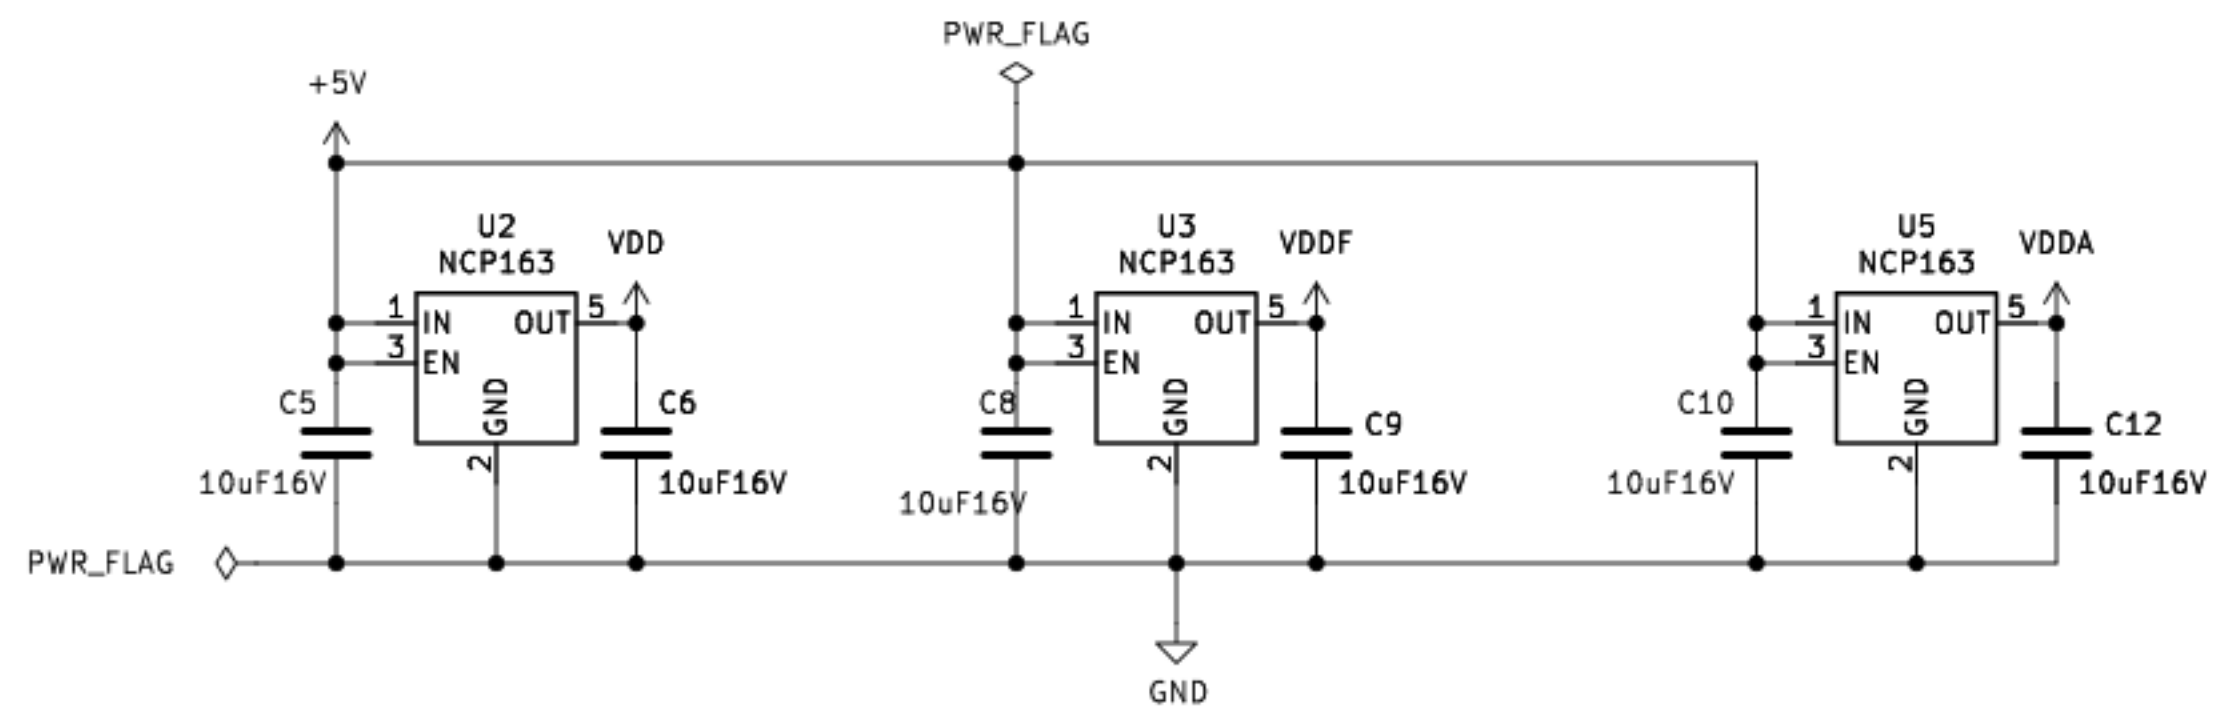 PWR_FLAG
+5V
U2
NCP163
VDD
1
IN
OUT
5
3
EN
GND
2
C5
10uF16V
C6
10uF16V
U3
NCP163
VDDF
1
IN
OUT
5
3
EN
GND
2
C8
10uF16V
C9
10uF16V
U5
NCP163
VDDA
1
IN
OUT
5
3
EN
GND
2
C10
10uF16V
C12
10uF16V
PWR_FLAG
GND